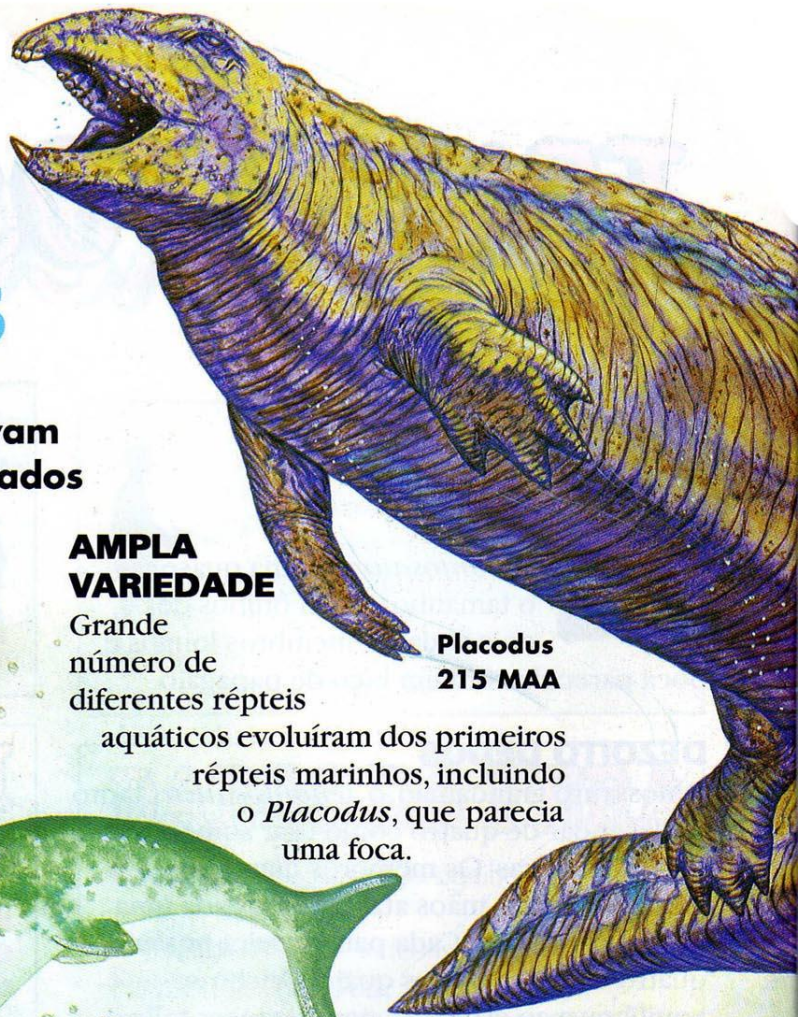 vam
ados
AMPLA
VARIEDADE
Grande
número de
diferentes répteis
aquáticos evoluíram dos primeiros
répteis marinhos, incluindo
o Placodus, que parecia
uma foca.
Placodus
215 MAA